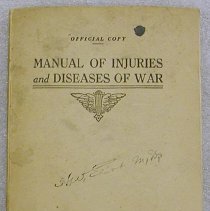 OFFICIAL COPY
MANUAL OF INJURIES
and DISEASES OF WAR